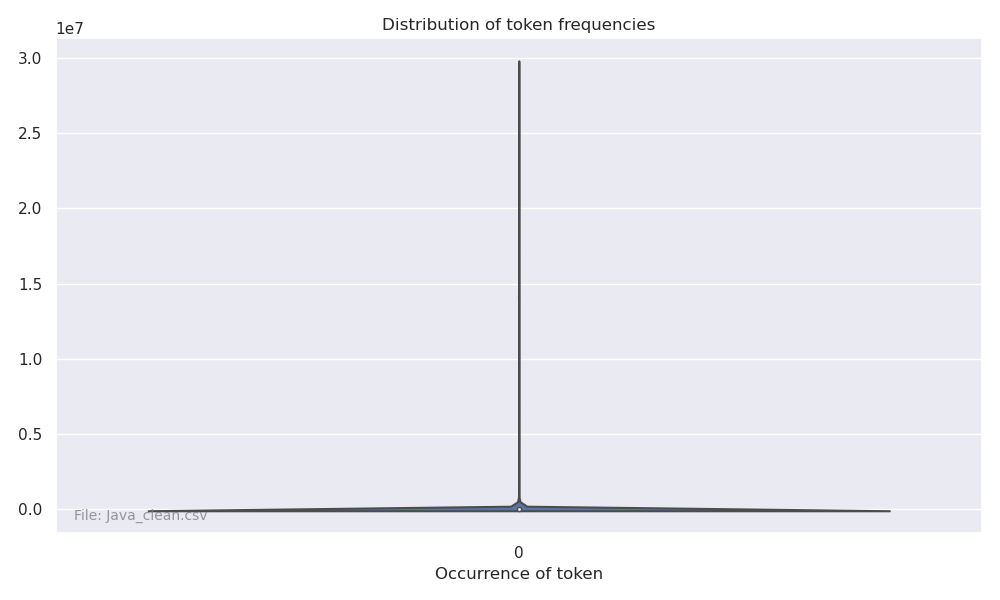 Distribution of token frequencies
1e7
3.0
2.5
2.0
1.5
1.0
0.5
0.0
File: Java_clean.csv
0
Occurrence of token